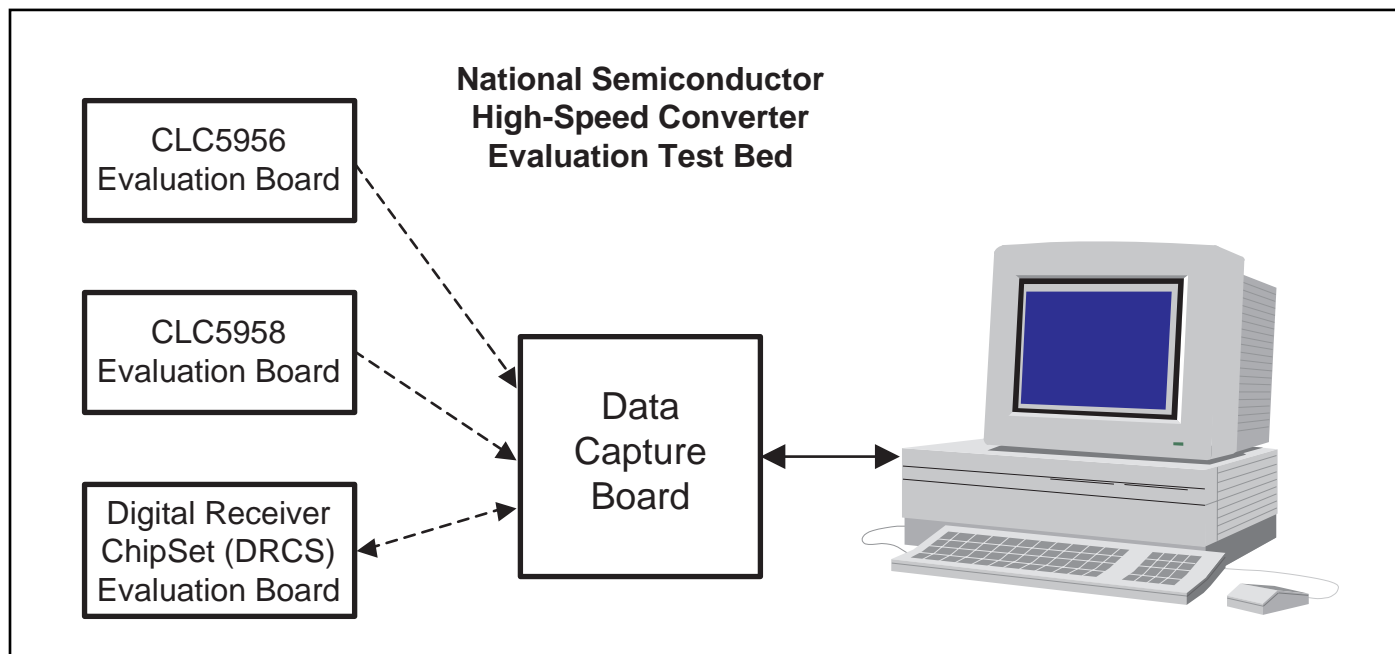 National Semiconductor
High-Speed Converter
Evaluation Test Bed
CLC5956
Evaluation Board
CLC5958
Evaluation Board
Digital Receiver
ChipSet (DRCS)
Evaluation Board
Data
Capture
Board